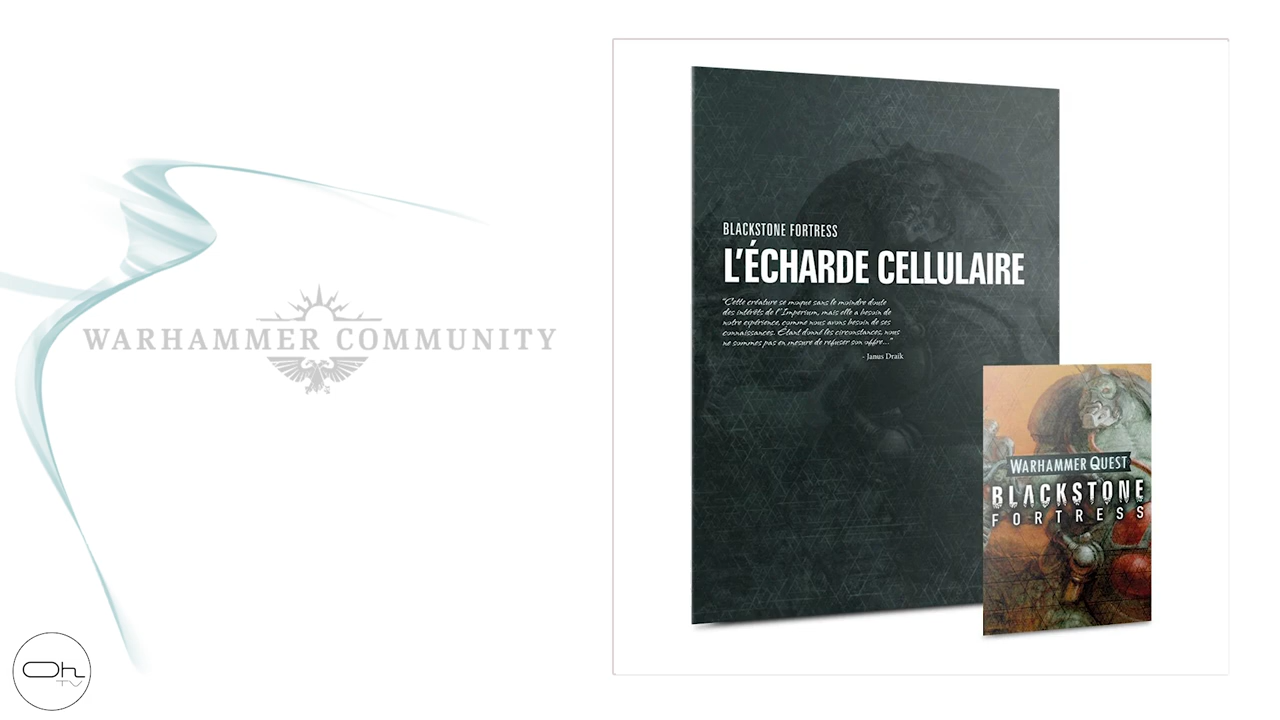 WARHAMMER COMMUNITY
BLACKSTONE FORTRESS
L'ÉCHARDE CELLULAIRE
"Cette créature se moque sans le moindre doute
des intérêts de l'Imperium, mais elle a besoin de
notre expérience, comme nous avons besoin de ses
connaissances. Étant donné les circonstances, nous
ne sommes pas en mesure de refuser son offre..."
- Janus Draik
WARHAMMER QUEST
BLACKSTONE
FORTRESS
Oh
TV